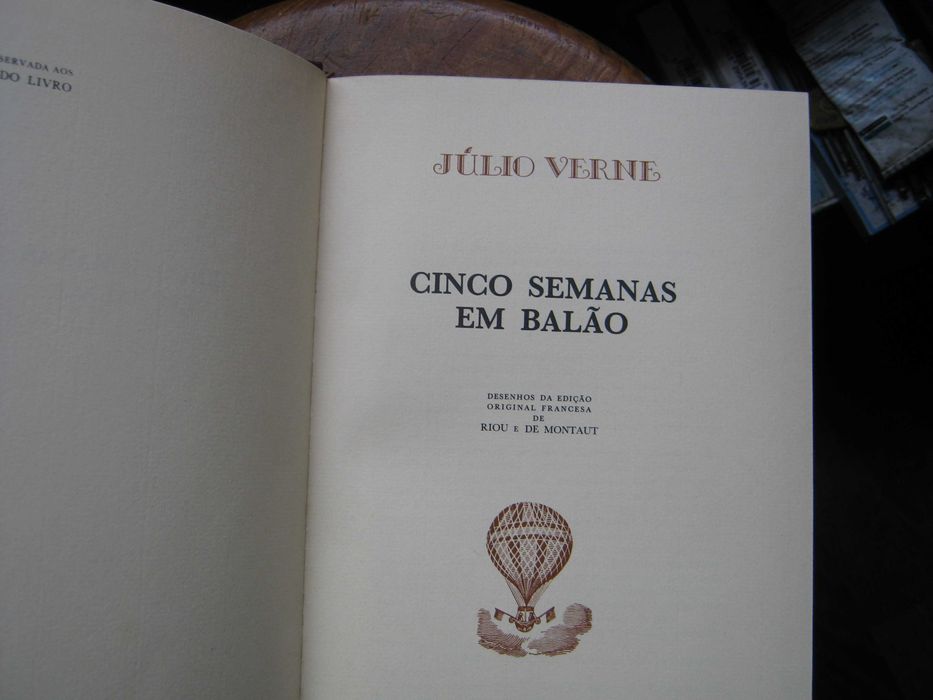 SERVADA AOS
DO LIVRO
JÚLIO VERNE
CINCO SEMANAS
EM BALÃO
DESENHOS DA EDIÇÃO
ORIGINAL FRANCESA
DE
RIOU E DE MONTAUT